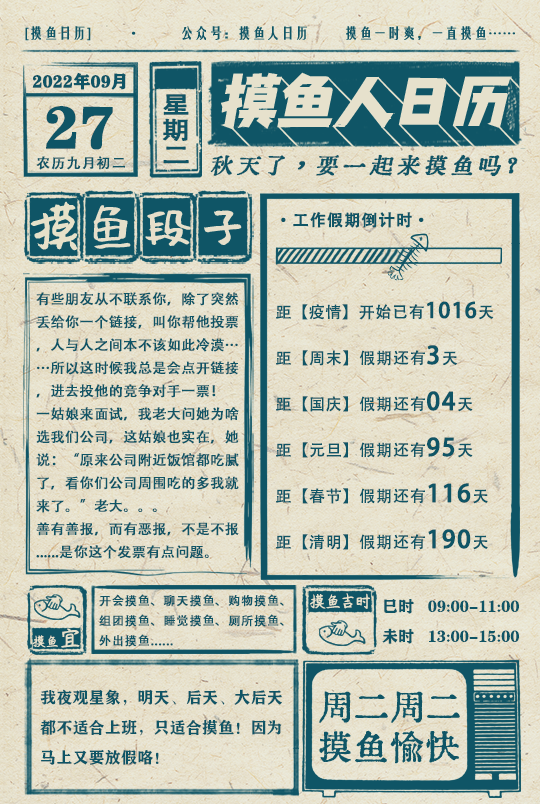 [摸鱼日历] · 公众号：摸鱼人日历 摸鱼一时爽，一直摸鱼……
2022年09月
27
农历九月初二
星期二
摸鱼人日历
秋天了，要一起来摸鱼吗？
摸鱼段子
有些朋友从不联系你，除了突然
丢给你一个链接，叫你帮他投票
，人与人之间本不该如此冷漠…
…所以这时候我总是会点开链接
，进去投他的竞争对手一票！
一姑娘来面试，我老大问她为啥
选我们公司，这姑娘也实在，她
说：“原来公司附近饭馆都吃腻
了，看你们公司周围吃的多我就
来了。”老大。。。
善有善报，而有恶报，不是不报
……是你这个发票有点问题。
·工作假期倒计时·
距【疫情】开始已有1016天
距【周末】假期还有3天
距【国庆】假期还有04天
距【元旦】假期还有95天
距【春节】假期还有116天
距【清明】假期还有190天
摸鱼宜
开会摸鱼、聊天摸鱼、购物摸鱼、
组团摸鱼、睡觉摸鱼、厕所摸鱼、
外出摸鱼……
摸鱼吉时
巳时 09:00-11:00
未时 13:00-15:00
我夜观星象，明天、后天、大后天
都不适合上班，只适合摸鱼！因为
马上又要放假咯！
周二周二
摸鱼愉快